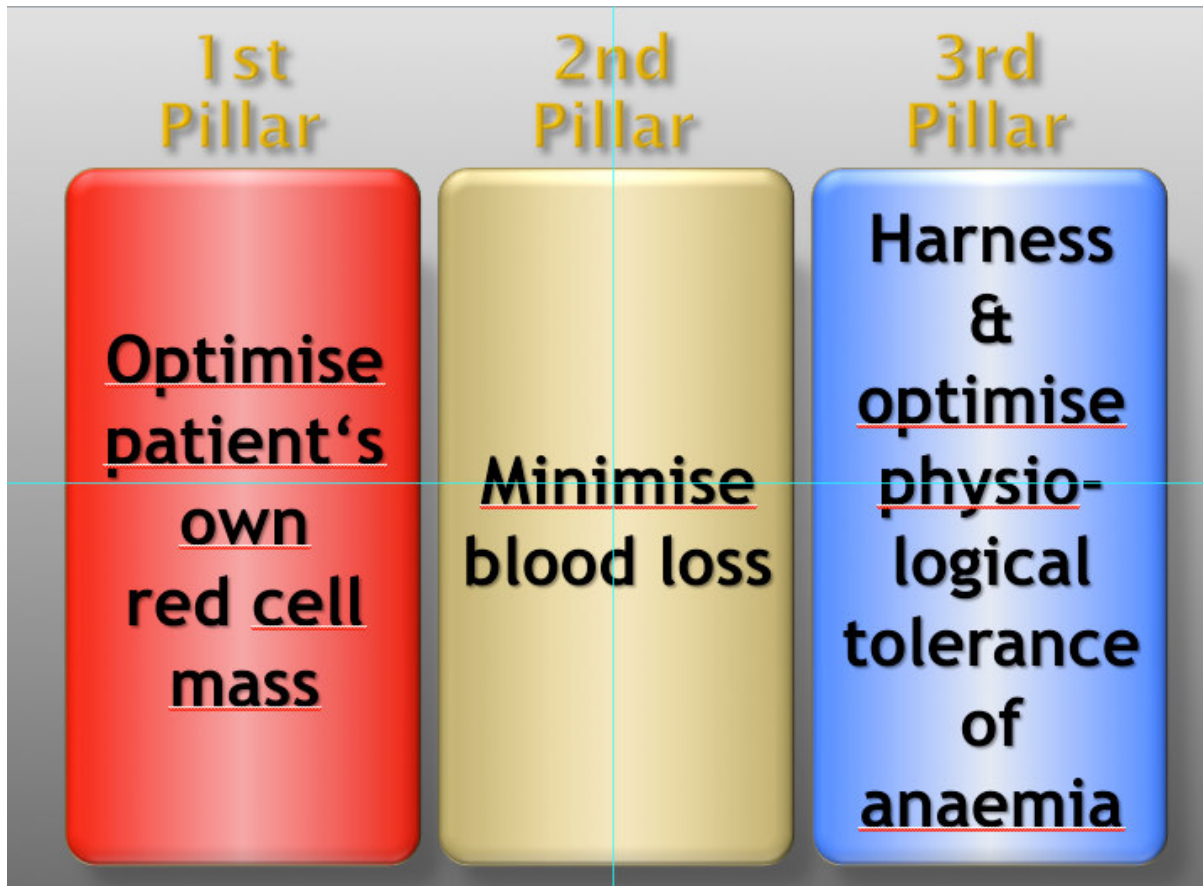 1st
Pillar
Optimise
patient‘s
own
red cell
mass
2nd
Pillar
Minimise
blood loss
3rd
Pillar
Harness
&
optimise
physio-
logical
tolerance
of
anaemia